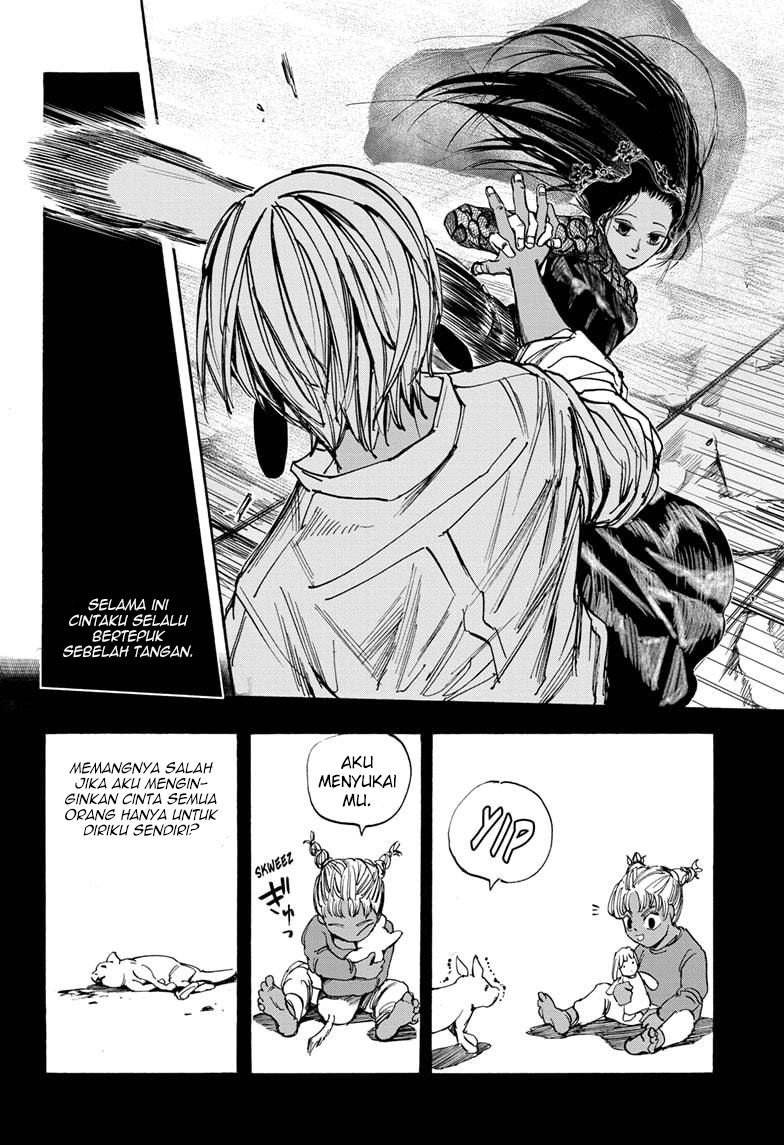 SELAMA INI
CINTAKU SELALU
BERTEPUK
SEBELAH TANGAN.
YIP
AKU
MENYUKAI
MU.
SKWEEZ
ぎゅっ
MEMANGNYA SALAH
JIKA AKU MENGIN-
GINKAN CINTA SEMUA
ORANG HANYA UNTUK
DIRIKU SENDIRI?